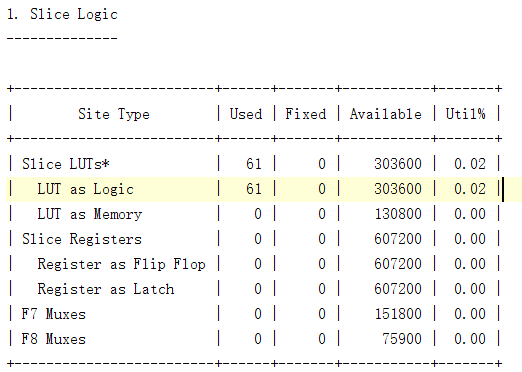 1. Slice Logic
--------------
+-------------------------+------+-------+-----------+-------+
|        Site Type        | Used | Fixed | Available | Util% |
+-------------------------+------+-------+-----------+-------+
| Slice LUTs*             |   61 |     0 |    303600 |  0.02 |
|   LUT as Logic          |   61 |     0 |    303600 |  0.02 |
|   LUT as Memory         |    0 |     0 |    130800 |  0.00 |
| Slice Registers         |    0 |     0 |    607200 |  0.00 |
|   Register as Flip Flop |    0 |     0 |    607200 |  0.00 |
|   Register as Latch     |    0 |     0 |    607200 |  0.00 |
| F7 Muxes                |    0 |     0 |    151800 |  0.00 |
| F8 Muxes                |    0 |     0 |     75900 |  0.00 |
+-------------------------+------+-------+-----------+-------+